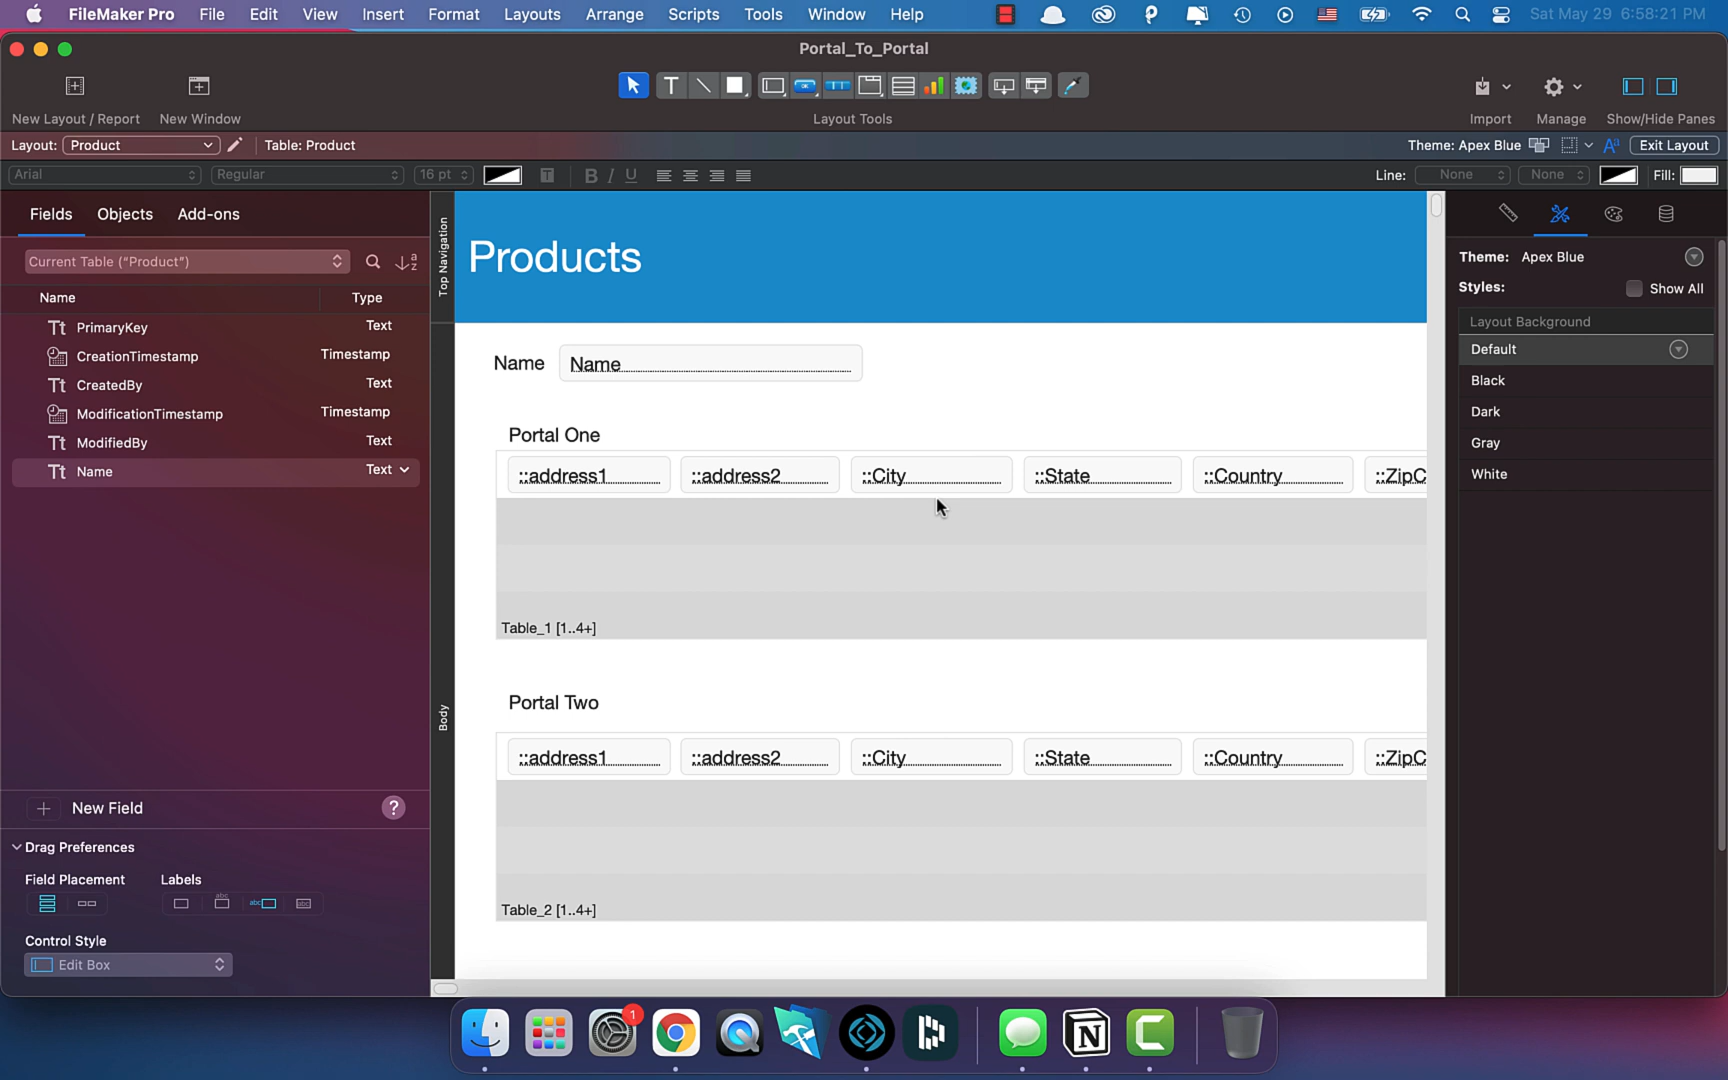 FileMaker Pro File Edit View Insert Format Layouts Arrange Scripts Tools Window Help Sat May 29 6:58:21 PM
Portal_To_Portal
New Layout / Report New Window Layout Tools Import Manage Show/Hide Panes
Layout: Product Table: Product Theme: Apex Blue Exit Layout
Arial Regular 16 pt B I U Line: None None Fill:
Fields Objects Add-ons
Current Table ("Product")
Name Type
PrimaryKey Text
CreationTimestamp Timestamp
CreatedBy Text
ModificationTimestamp Timestamp
ModifiedBy Text
Name Text
New Field ?
Drag Preferences
Field Placement Labels
abc
abc abc
Control Style
Edit Box
Top Navigation
Products
Body
Name Name
Portal One
::address1 ::address2 ::City ::State ::Country ::ZipC
Table_1 [1..4+]
Portal Two
::address1 ::address2 ::City ::State ::Country ::ZipC
Table_2 [1..4+]
Theme: Apex Blue
Styles: Show All
Layout Background
Default
Black
Dark
Gray
White
1